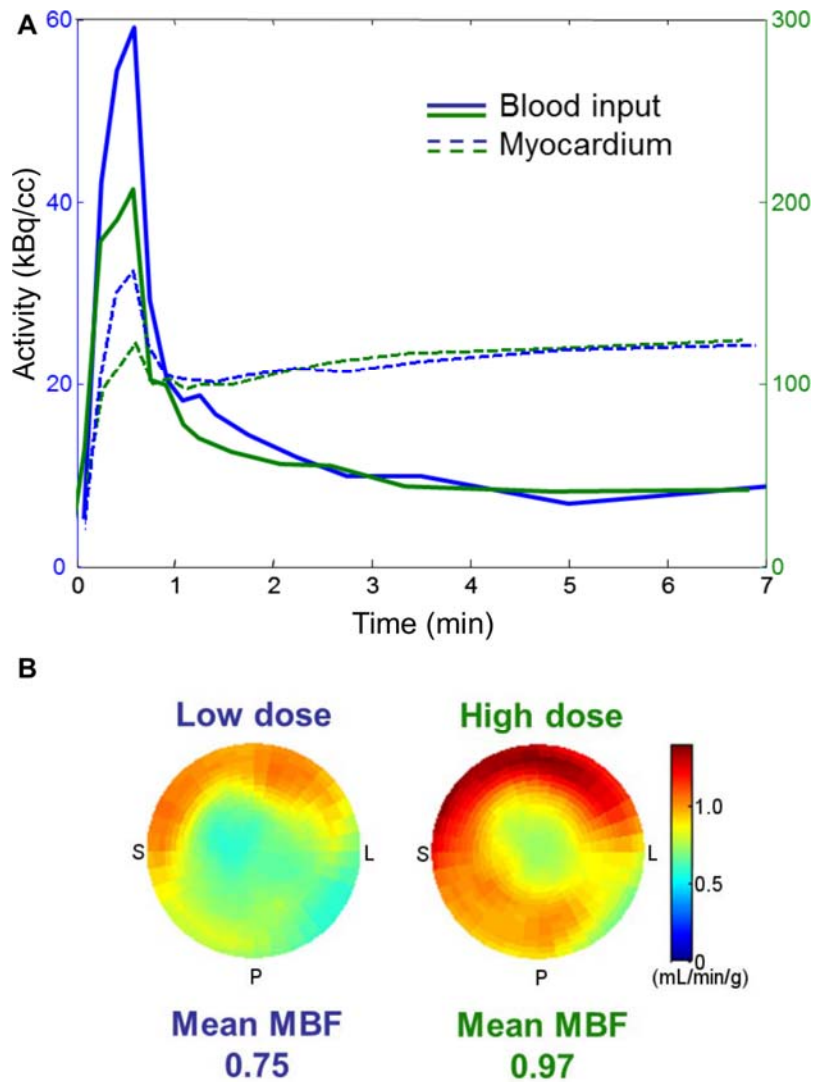 A
60
300
Blood input
Myocardium
40
200
Activity (kBq/cc)
20
100
0
0
0 1 2 3 4 5 6 7
Time (min)
B
Low dose
High dose
1.0
S
L
S
L
0.5
0
P
P
(mL/min/g)
Mean MBF
0.75
Mean MBF
0.97